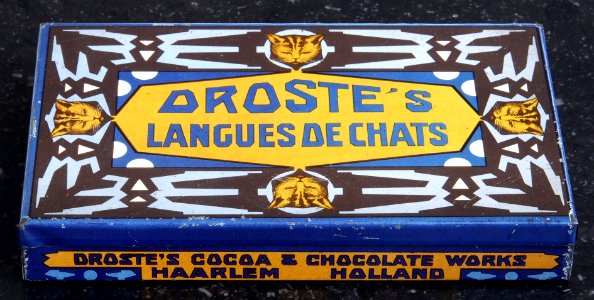 DROSTE'S
LANGUES DE CHATS
DROSTE'S COCOA & CHOCOLATE WORKS
HAARLEM HOLLAND